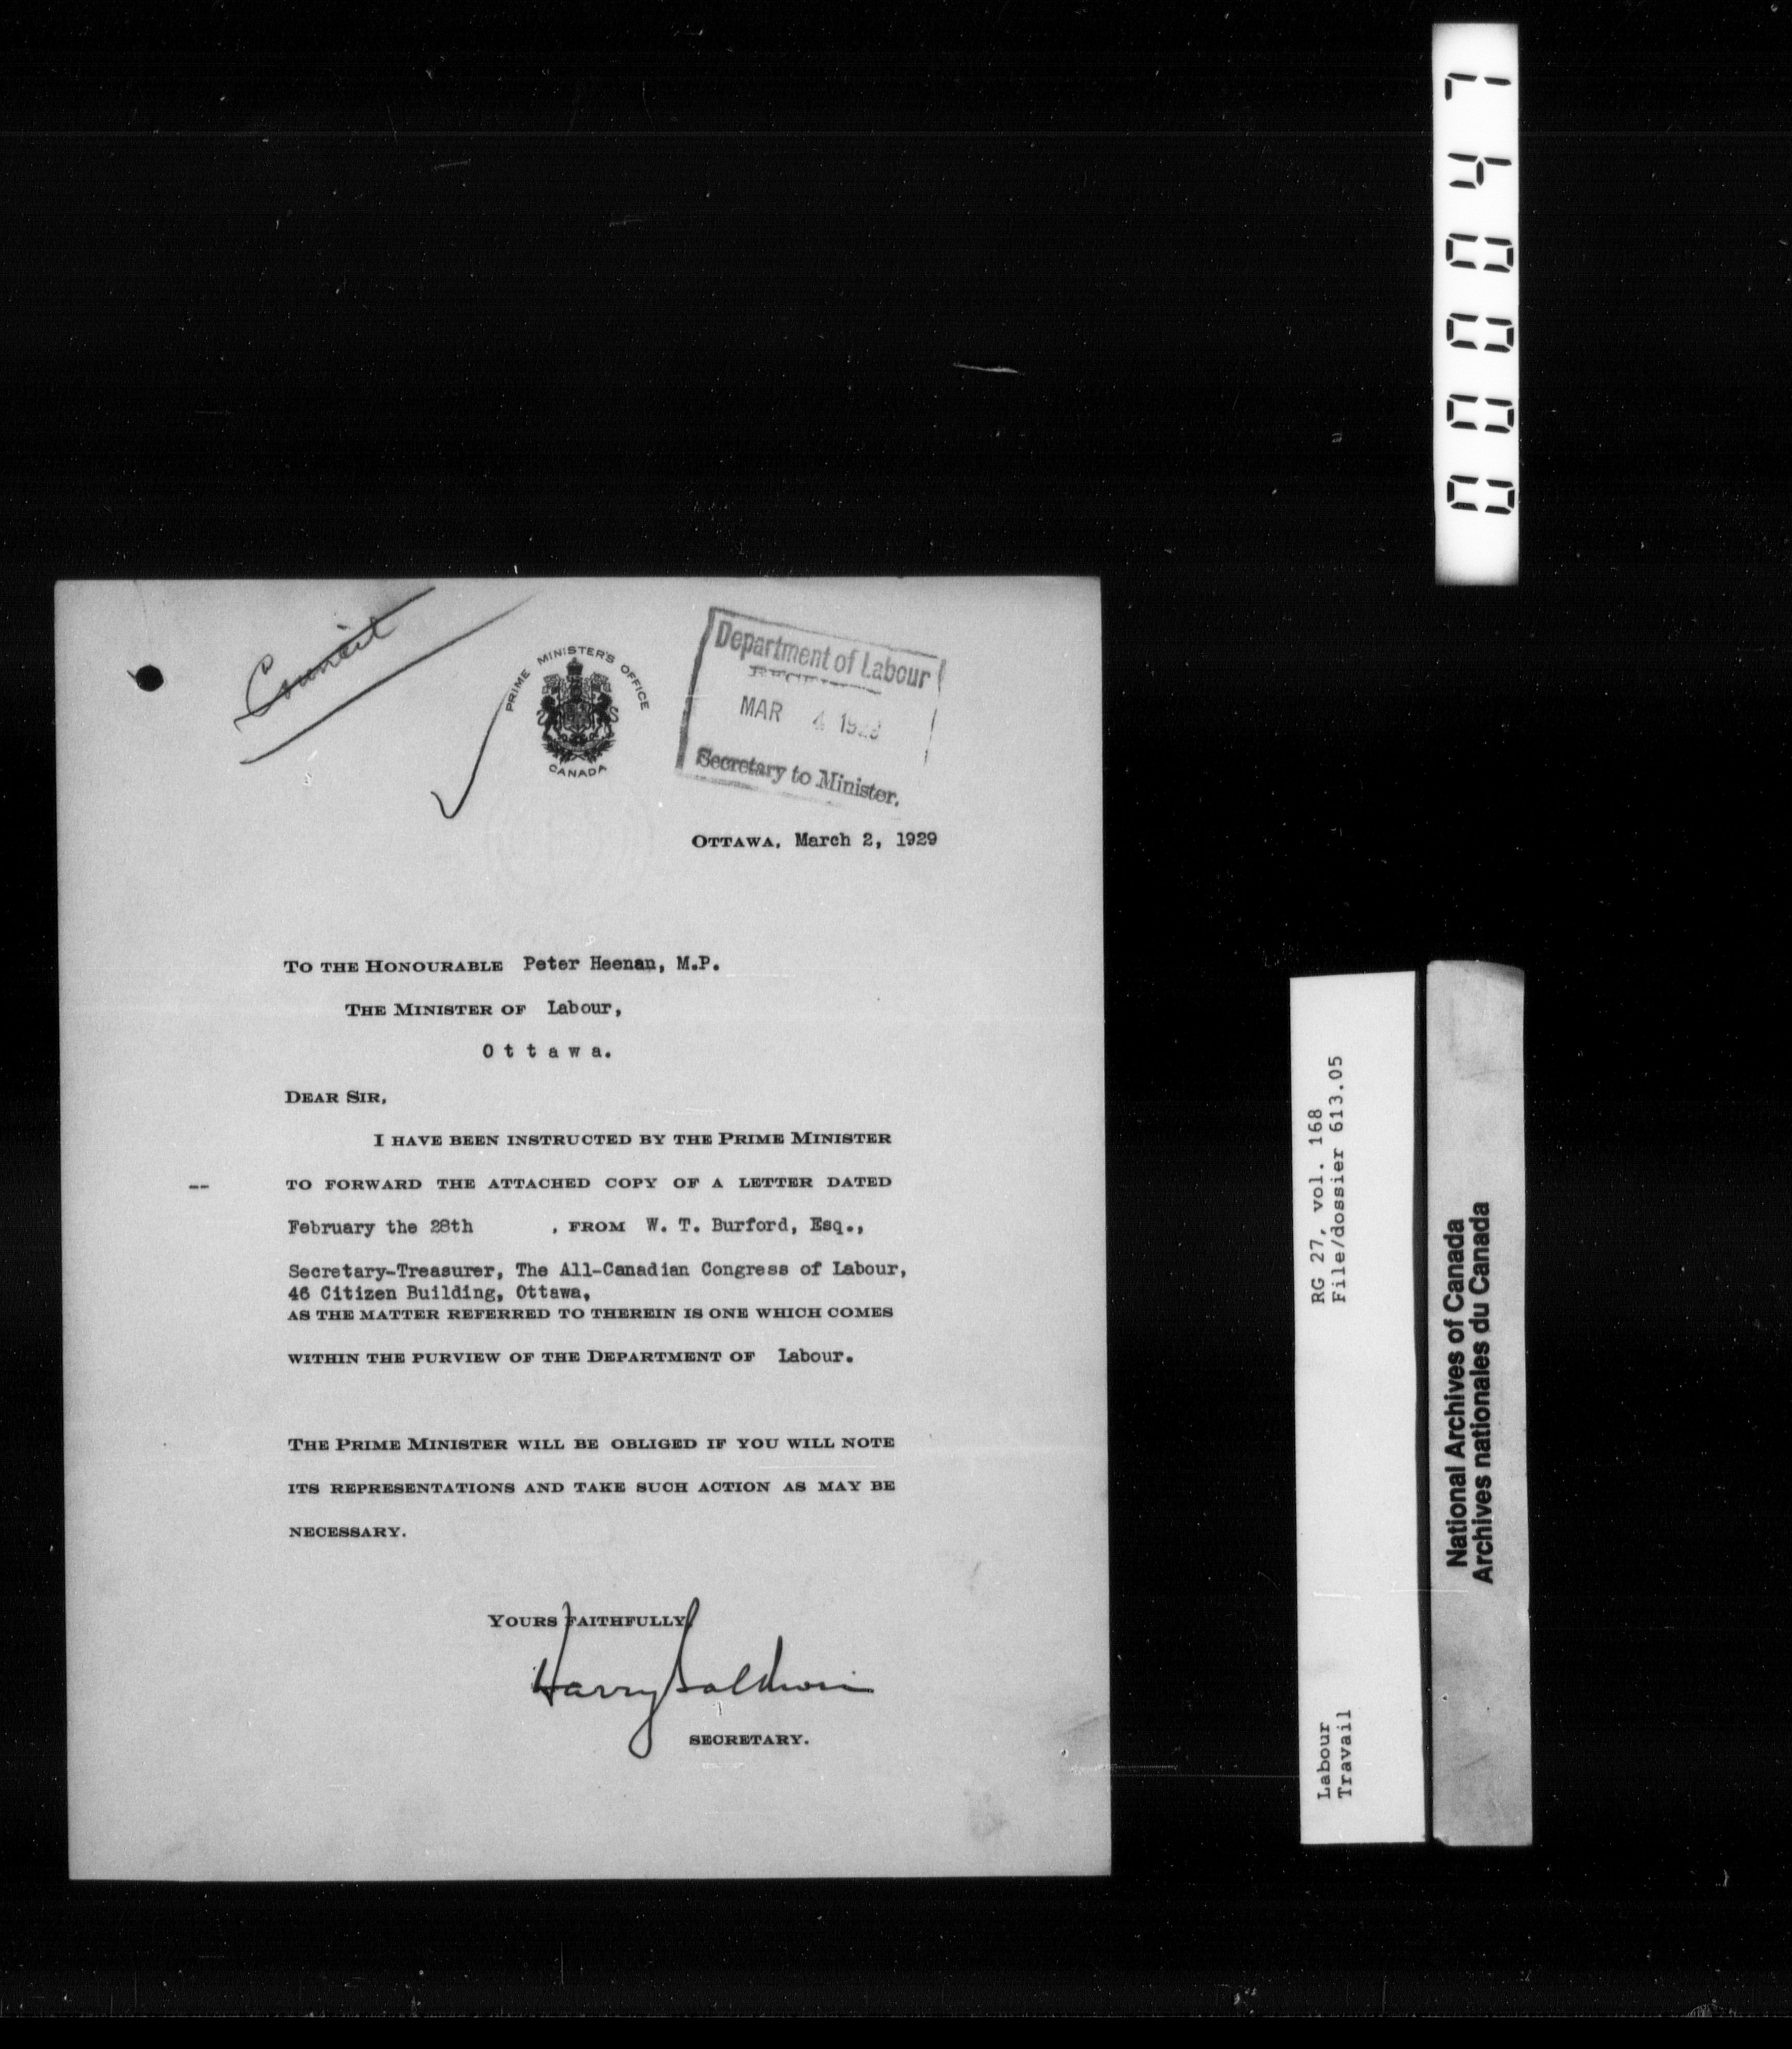 Council
PRIME MINISTER'S OFFICE
CANADA
Department of Labour
MAR 4 1929
Secretary to Minister.
OTTAWA, March 2, 1929
TO THE HONOURABLE Peter Heenan, M.P.
THE MINISTER OF Labour,
O t t a w a.
DEAR SIR,
I HAVE BEEN INSTRUCTED BY THE PRIME MINISTER
-- TO FORWARD THE ATTACHED COPY OF A LETTER DATED
February the 28th , FROM W. T. Burford, Esq.,
Secretary-Treasurer, The All-Canadian Congress of Labour,
46 Citizen Building, Ottawa,
AS THE MATTER REFERRED TO THEREIN IS ONE WHICH COMES
WITHIN THE PURVIEW OF THE DEPARTMENT OF Labour.
THE PRIME MINISTER WILL BE OBLIGED IF YOU WILL NOTE
ITS REPRESENTATIONS AND TAKE SUCH ACTION AS MAY BE
NECESSARY.
YOURS FAITHFULLY,
Harry Baldwin
SECRETARY.
000047
RG 27, vol. 168
File/dossier 613.05
Labour
Travail
National Archives of Canada
Archives nationales du Canada